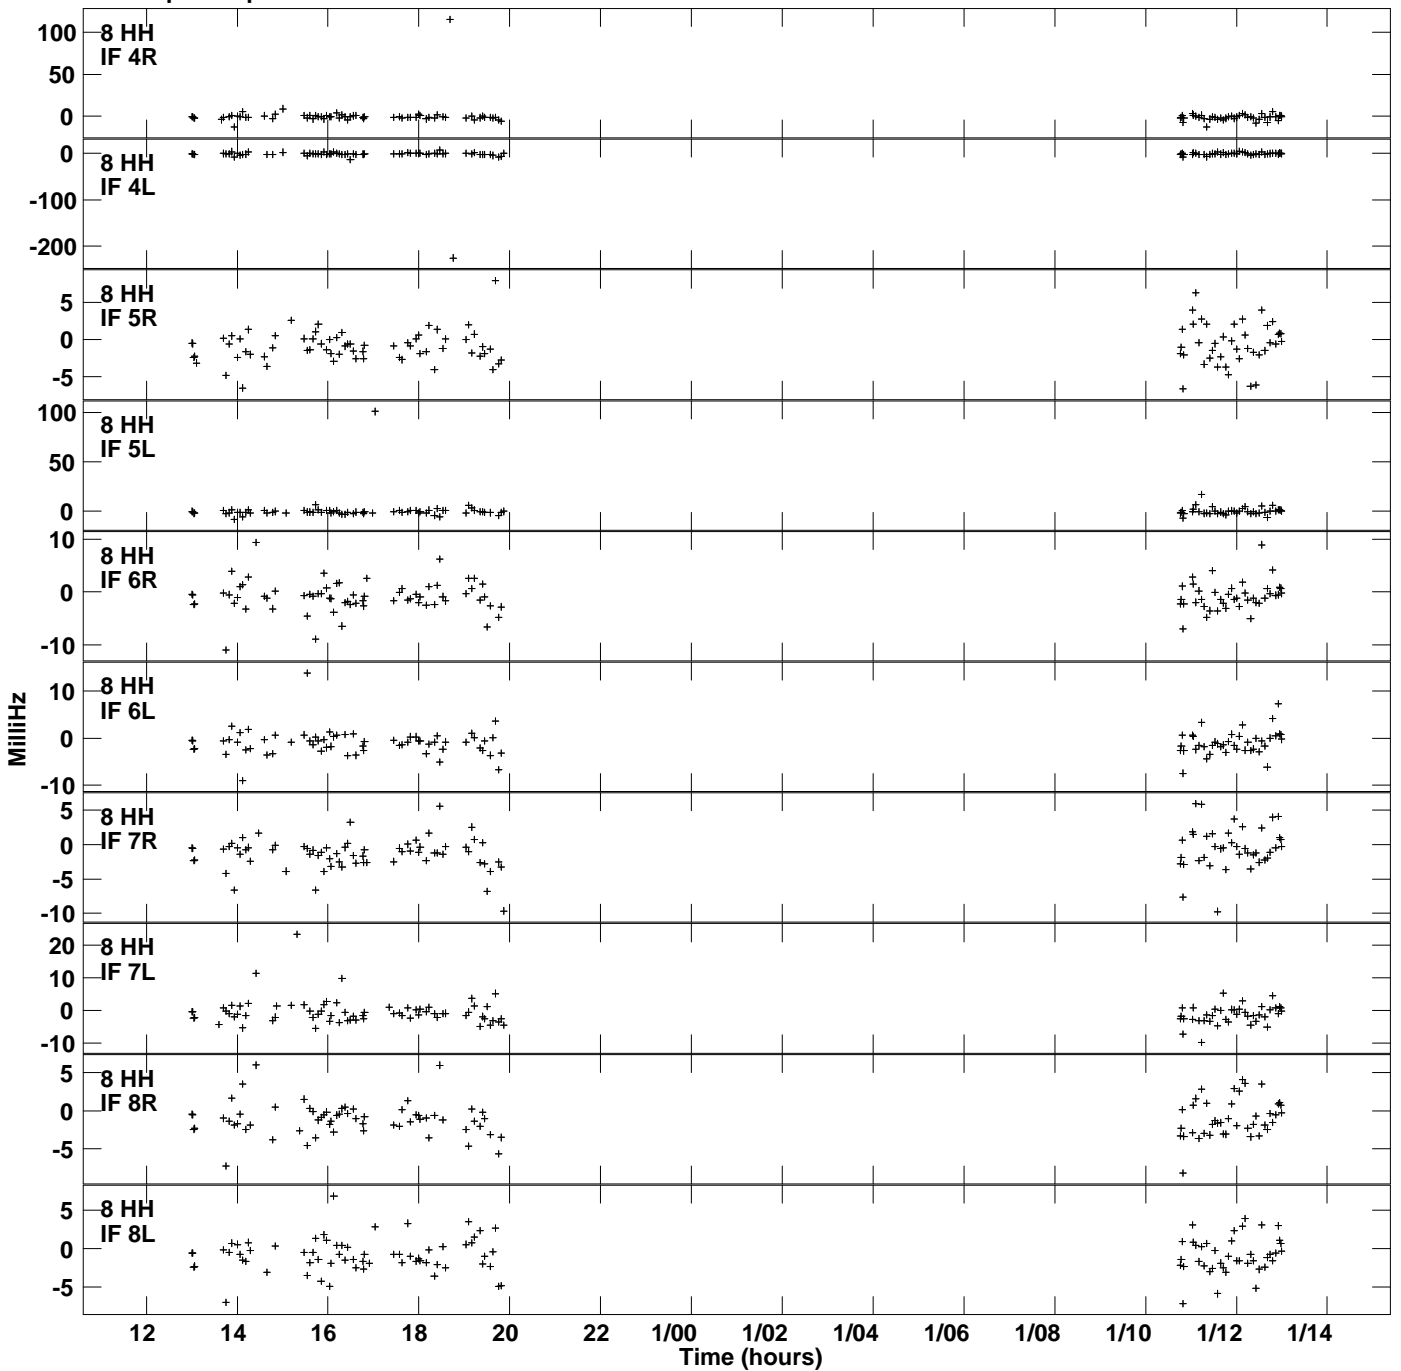 100
50
0
8 HH
IF 4R
0
-100
-200
8 HH
IF 4L
5
0
-5
8 HH
IF 5R
100
50
0
8 HH
IF 5L
10
0
-10
8 HH
IF 6R
10
0
-10
8 HH
IF 6L
MilliHz
5
0
-5
-10
8 HH
IF 7R
20
10
0
-10
8 HH
IF 7L
5
0
-5
8 HH
IF 8R
5
0
-5
8 HH
IF 8L
12 14 16 18 20 22 1/00 1/02 1/04 1/06 1/08 1/10 1/12 1/14
Time (hours)